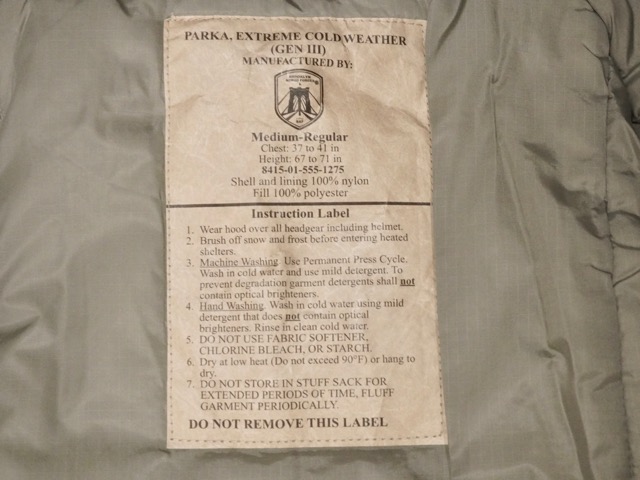 PARKA, EXTREME COLD WEATHER
(GEN III)
MANUFACTURED BY:
BROOKLYN
Medium-Regular
Chest: 37 to 41 in
Height: 67 to 71 in
8415-01-555-1275
Shell and lining 100% nylon
Fill 100% polyester
Instruction Label
1. Wear hood over all headgear including helmet.
2. Brush off snow and frost before entering heated
shelters.
3. Machine Washing. Use Permanent Press Cycle.
Wash in cold water and use mild detergent. To
prevent degradation garment detergents shall not
contain optical brighteners.
4. Hand Washing. Wash in cold water using mild
detergent that does not contain optical
brighteners. Rinse in clean cold water.
5. DO NOT USE FABRIC SOFTENER,
CHLORINE BLEACH, OR STARCH.
6. Dry at low heat (Do not exceed 90°F) or hang to
dry.
7. DO NOT STORE IN STUFF SACK FOR
EXTENDED PERIODS OF TIME, FLUFF
GARMENT PERIODICALLY.
DO NOT REMOVE THIS LABEL